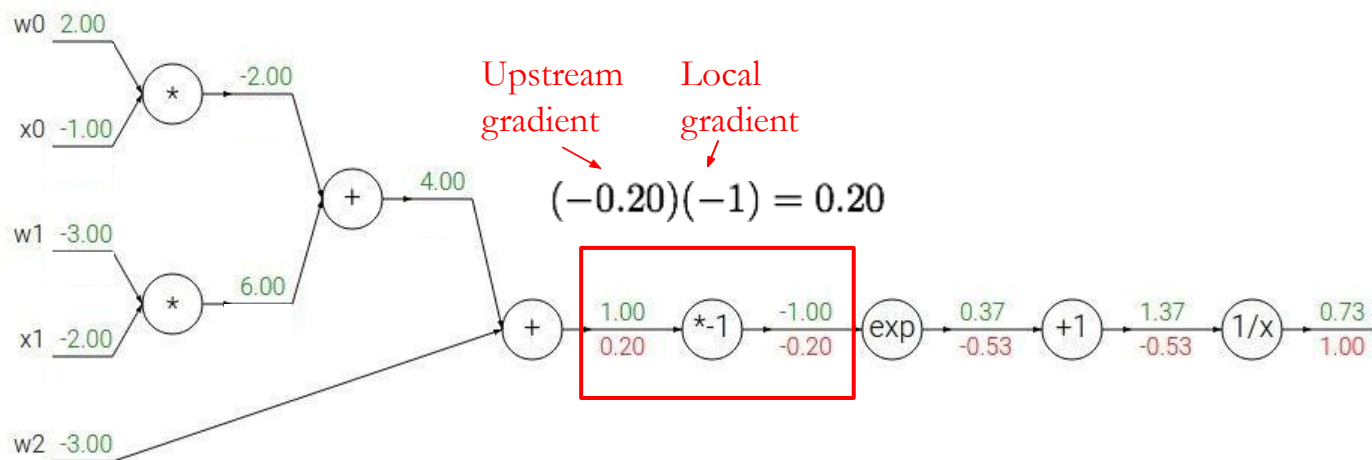 w0 2.00
-2.00
*
x0 -1.00
Upstream gradient
Local gradient
(−0.20)(−1) = 0.20
+
4.00
w1 -3.00
6.00
*
x1 -2.00
+
1.00
0.20
*-1
-1.00
-0.20
exp
0.37
-0.53
+1
1.37
-0.53
1/x
0.73
1.00
w2 -3.00